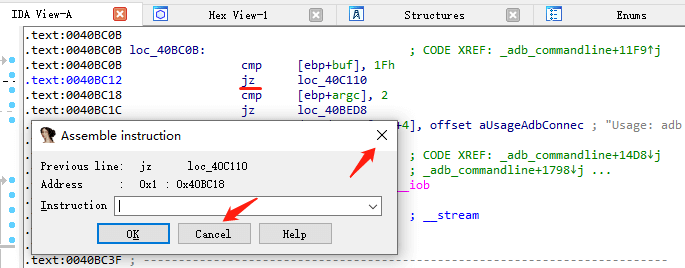 IDA View-A Hex View-1 Structures Enums
.text:0040BC0B
.text:0040BC0B loc_40BC0B: ; CODE XREF: _adb_commandline+11F9↑j
.text:0040BC0B cmp [ebp+buf], 1Fh
.text:0040BC12 jz loc_40C110
.text:0040BC18 cmp [ebp+argc], 2
.text:0040BC1C jz loc_40BED8
+4], offset aUsageAdbConnec ; "Usage: adb
Assemble instruction
; CODE XREF: _adb_commandline+14D8↓j
Previous line: jz loc_40C110
; _adb_commandline+1798↓j ...
Address : 0x1 : 0x40BC18
__iob
Instruction
; __stream
OK Cancel Help
.text:0040BC3F ; -----------------------------------------------------------------